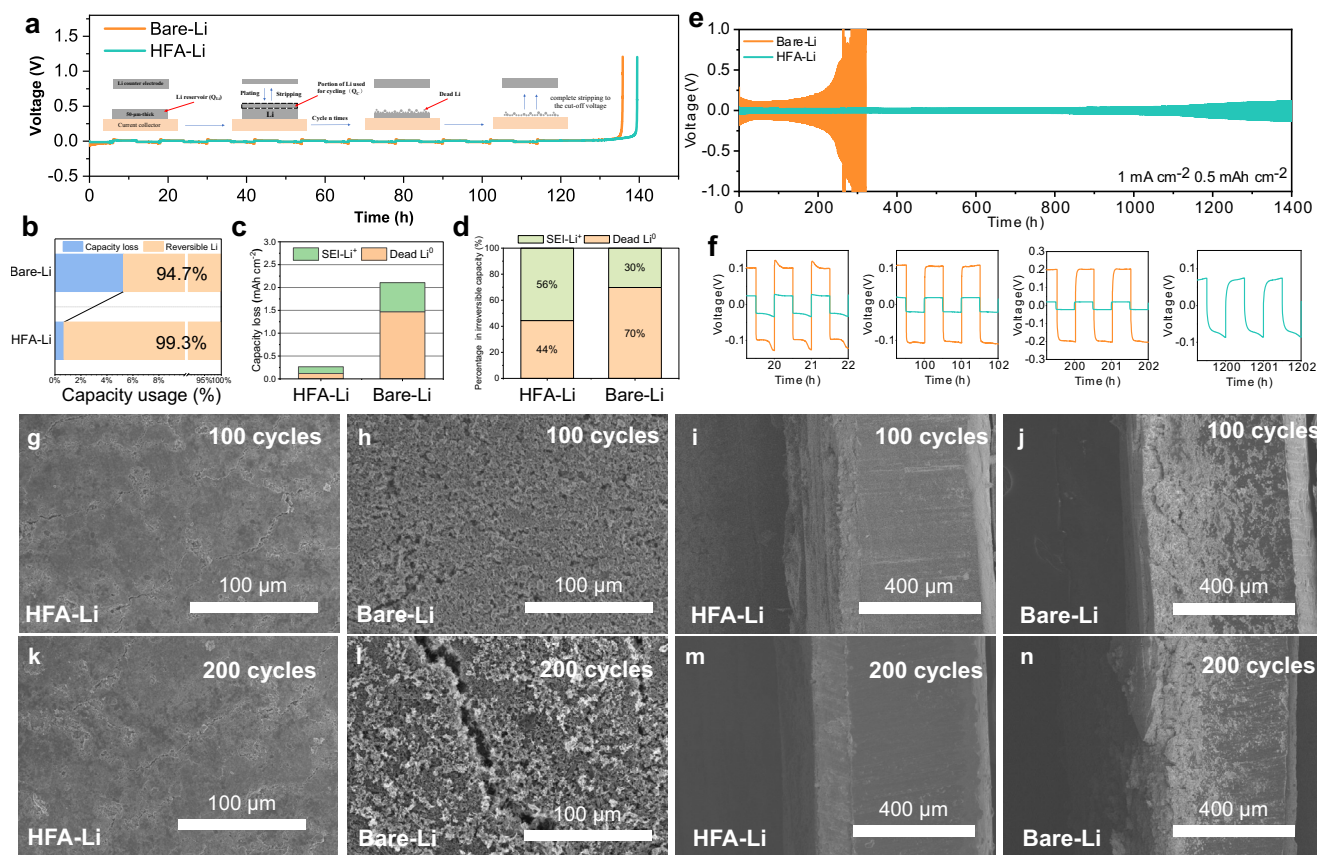 a
Bare-Li
HFA-Li
Voltage (V)
1.5
1.0
0.5
0.0
-0.5
0 20 40 60 80 100 120 140
Time (h)
Li counter electrode
Li reservoir (Q
50-μm-thick
Current collector
Plating
Stripping
Portion of Li used
for cycling
Li
Cycle n times
Dead Li
complete stripping to
the cut-off voltage
e
Bare-Li
HFA-Li
Voltage(V)
1.0
0.5
0.0
-0.5
-1.0
1 mA cm-2 0.5 mAh cm-2
0 200 400 600 800 1000 1200 1400
Time (h)
b
Capacity loss
Reversible Li
Bare-Li
94.7%
HFA-Li
99.3%
0% 2% 4% 6% 8% 95% 100%
Capacity usage (%)
c
SEI-Li+
Dead Li0
Capacity loss (mAh cm-2)
3.0
2.5
2.0
1.5
1.0
0.5
0.0
HFA-Li Bare-Li
d
SEI-Li+
Dead Li0
Percentage in irreversible capacity (%)
100
80
60
40
20
0
56%
44%
30%
70%
HFA-Li Bare-Li
f
Voltage(V)
0.1
0.0
-0.1
20 21 22
Time (h)
Voltage(V)
0.1
0.0
-0.1
100 101 102
Time (h)
Voltage(V)
0.3
0.2
0.1
0.0
-0.1
-0.2
-0.3
200 201 202
Time (h)
Voltage(V)
0.1
0.0
-0.1
1200 1201 1202
Time (h)
g
100 cycles
100 μm
HFA-Li
h
100 cycles
100 μm
Bare-Li
i
100 cycles
400 μm
HFA-Li
j
100 cycles
400 μm
Bare-Li
k
200 cycles
100 μm
HFA-Li
l
200 cycles
100 μm
Bare-Li
m
200 cycles
400 μm
HFA-Li
n
200 cycles
400 μm
Bare-Li